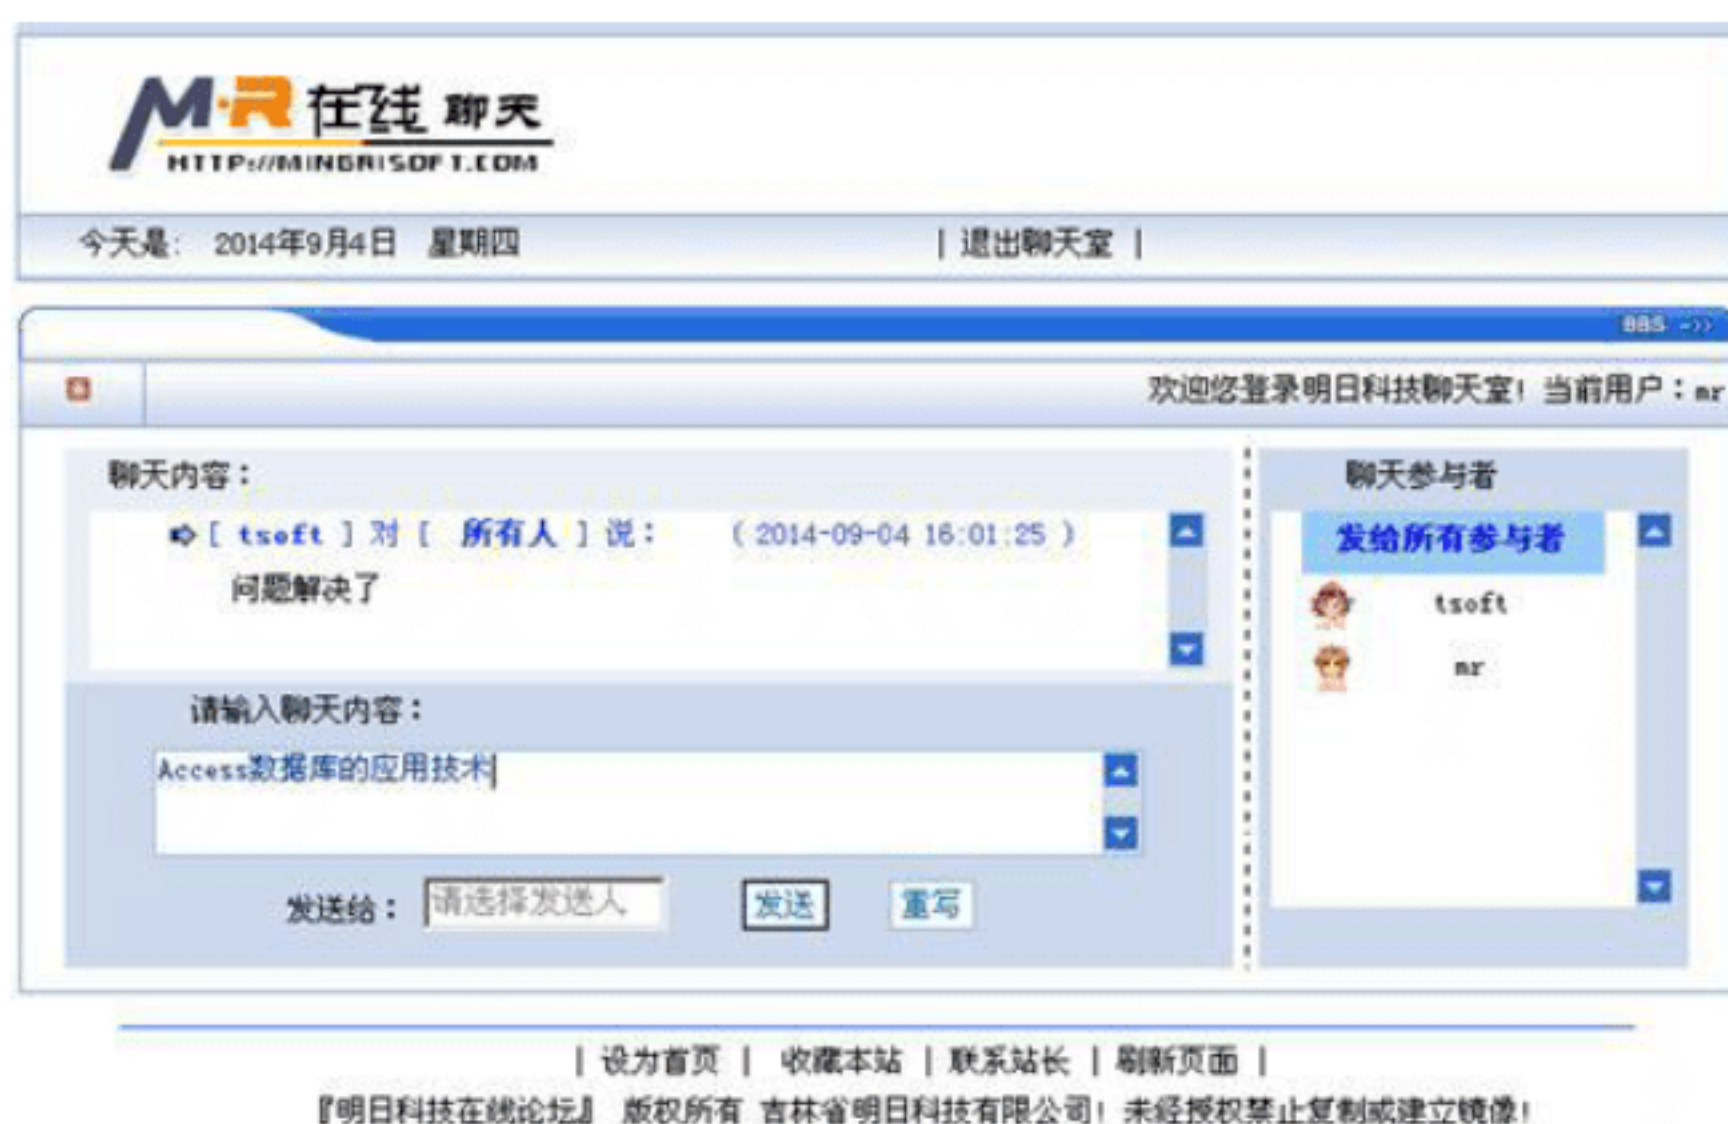 M·R 在线 聊天
HTTP://MINGRISOFT.COM
今天是: 2014年9月4日 星期四 | 退出聊天室 |
BBS ->>
欢迎您登录明日科技聊天室! 当前用户:mr
聊天内容: 聊天参与者
[ tsoft ] 对 [ 所有人 ] 说: ( 2014-09-04 16:01:25 ) 发给所有参与者
问题解决了 tsoft
mr
请输入聊天内容:
Access数据库的应用技术
发送给: 请选择发送人 发送 重写
| 设为首页 | 收藏本站 | 联系站长 | 刷新页面 |
『明日科技在线论坛』 版权所有 吉林省明日科技有限公司! 未经授权禁止复制或建立镜像!